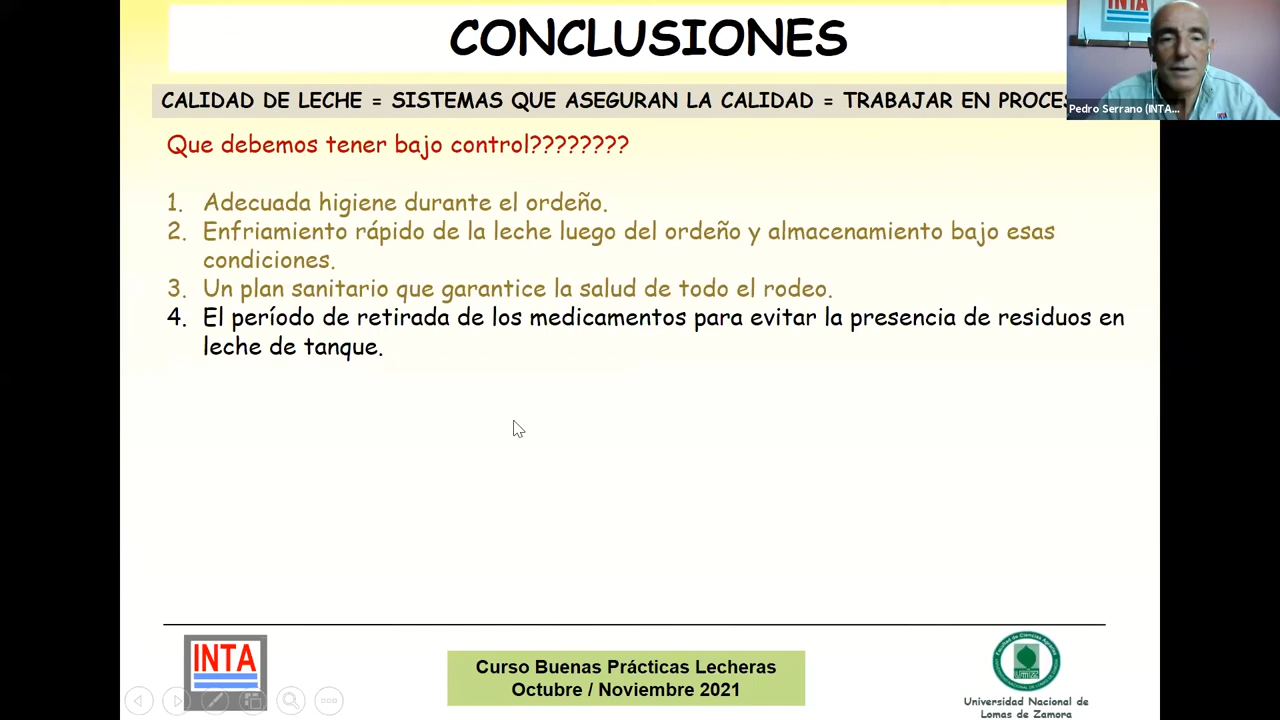 CONCLUSIONES
INTA
CALIDAD DE LECHE = SISTEMAS QUE ASEGURAN LA CALIDAD = TRABAJAR EN PROCES
Pedro Serrano (INTA...
Que debemos tener bajo control????????
1. Adecuada higiene durante el ordeño.
2. Enfriamiento rápido de la leche luego del ordeño y almacenamiento bajo esas
condiciones.
3. Un plan sanitario que garantice la salud de todo el rodeo.
4. El período de retirada de los medicamentos para evitar la presencia de residuos en
leche de tanque.
INTA
Curso Buenas Prácticas Lecheras
Octubre / Noviembre 2021
Universidad Nacional de
Lomas de Zamora